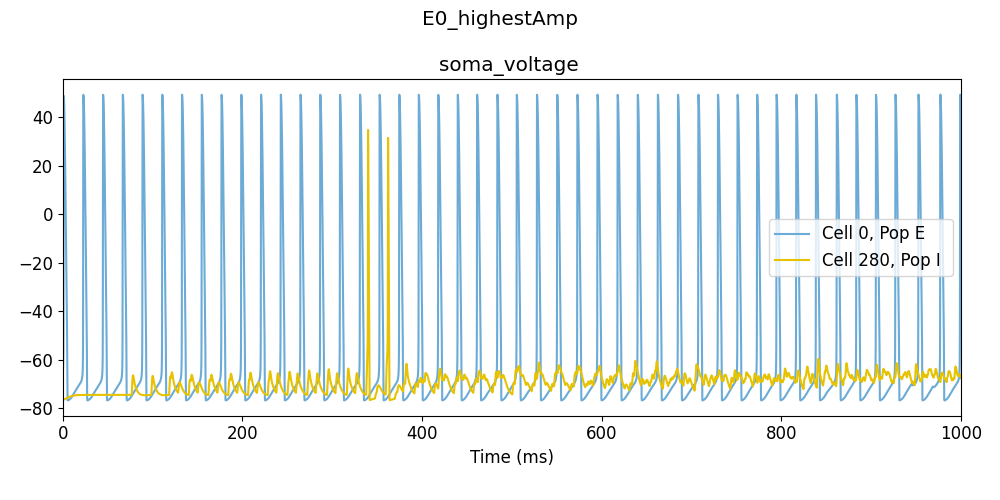 E0_highestAmp
soma_voltage
40
20
0
−20
−40
−60
−80
Cell 0, Pop E
Cell 280, Pop I
0 200 400 600 800 1000
Time (ms)